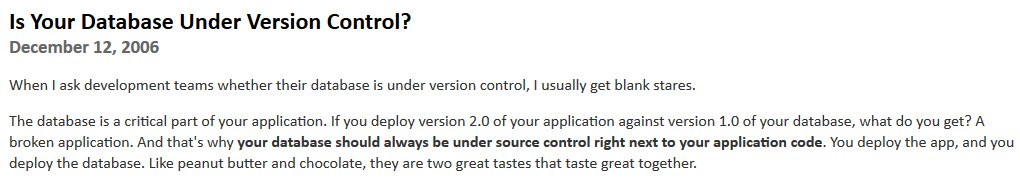 Is Your Database Under Version Control?
December 12, 2006
When I ask development teams whether their database is under version control, I usually get blank stares.
The database is a critical part of your application. If you deploy version 2.0 of your application against version 1.0 of your database, what do you get? A
broken application. And that's why your database should always be under source control right next to your application code. You deploy the app, and you
deploy the database. Like peanut butter and chocolate, they are two great tastes that taste great together.